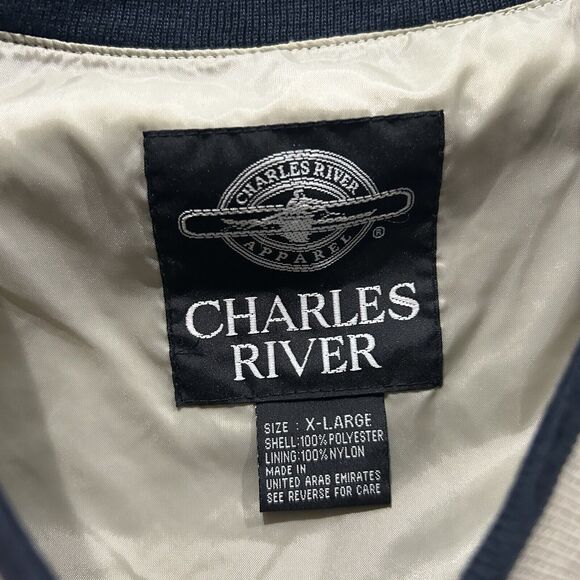 CHARLES RIVER
APPAREL
®
CHARLES
RIVER
SIZE : X-LARGE
SHELL:100%POLYESTER
LINING:100%NYLON
MADE IN
UNITED ARAB EMIRATES
SEE REVERSE FOR CARE